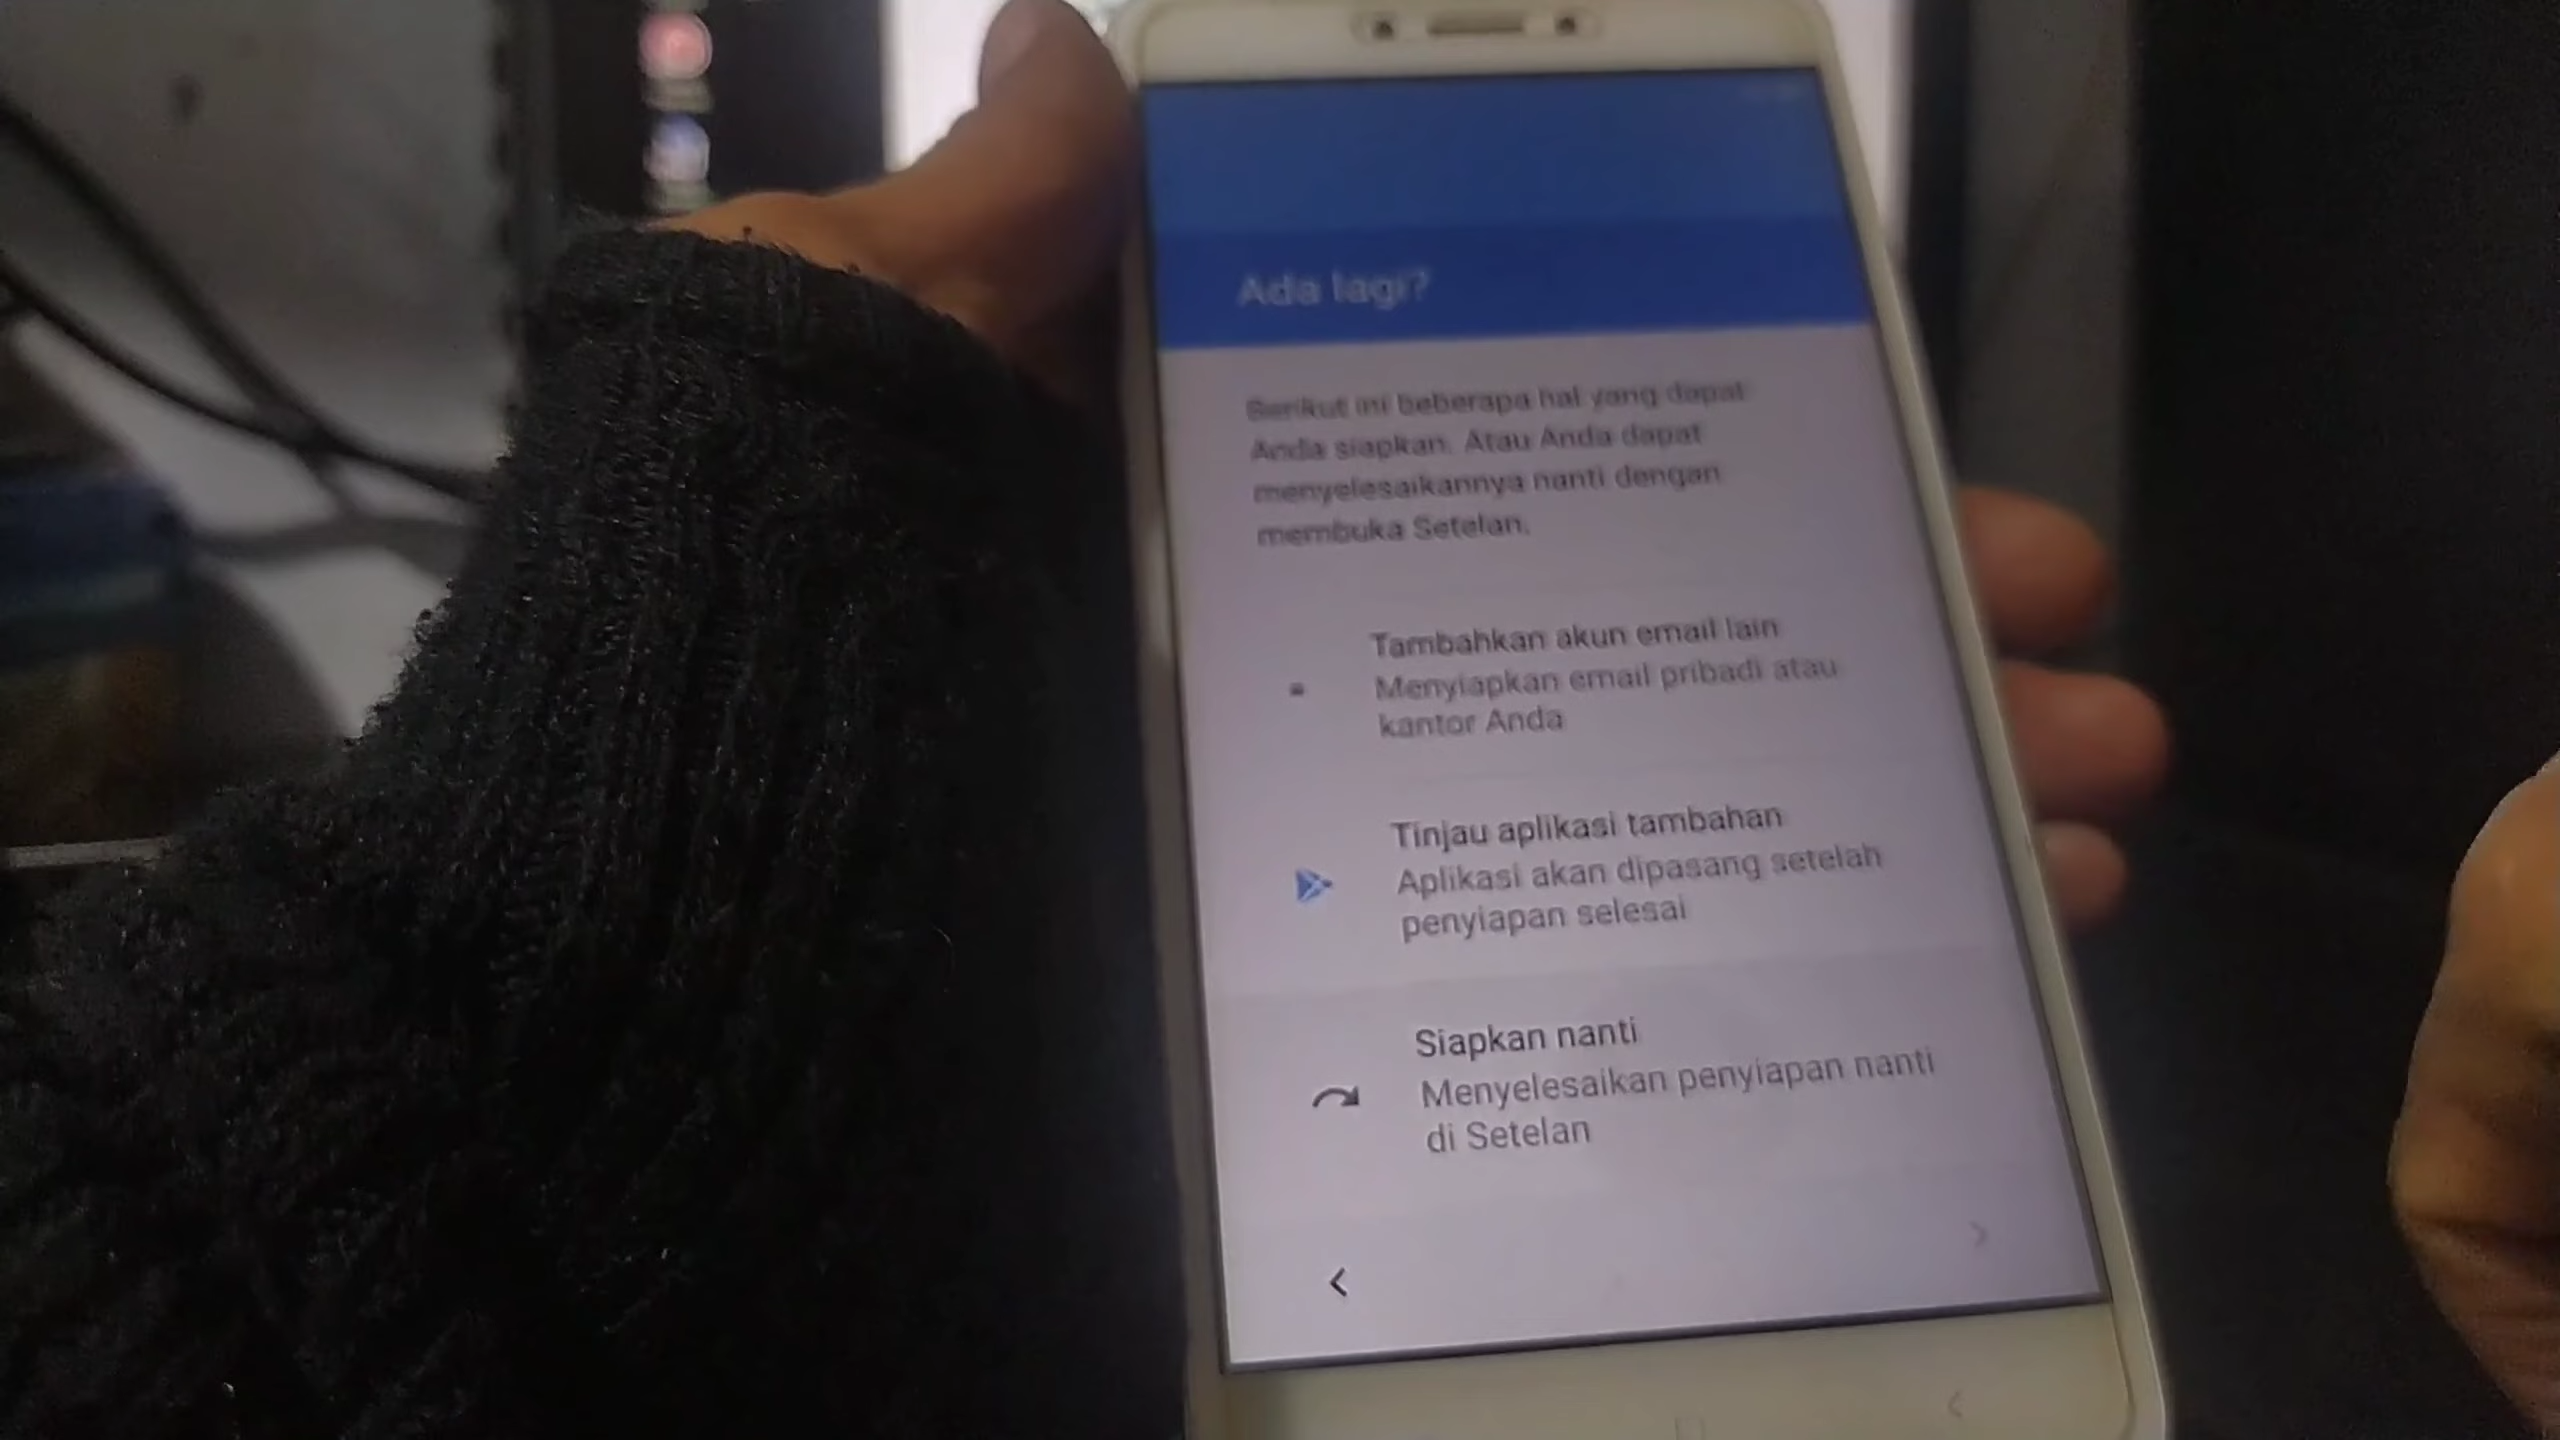 Ada lagi?
Berikut ini beberapa hal yang dapat
Anda siapkan. Atau Anda dapat
menyelesaikannya nanti dengan
membuka Setelan.
Tambahkan akun email lain
Menyiapkan email pribadi atau
kantor Anda
Tinjau aplikasi tambahan
Aplikasi akan dipasang setelah
penyiapan selesai
Siapkan nanti
Menyelesaikan penyiapan nanti
di Setelan